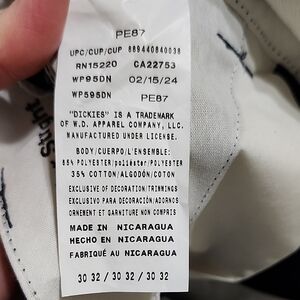 PE87
UPC/CUP/CUP 889440840038
RN15220 CA22753
WP95DN 02/15/24
WP595DN PE87
"DICKIES" IS A TRADEMARK
OF W.D. APPAREL COMPANY, LLC.
MANUFACTURED UNDER LICENSE.
BODY/CUERPO/L'ENSEMBLE:
65% POLYESTER/poliéster/POLYESTER
35% COTTON/ALGODÓN/COTON
EXCLUSIVE OF DECORATION/TRIMMINGS
EXCLUSIVO PARA DECORACIÓN/ADORNOS
ORNEMENT ET GARNITURE NON COMPRIS
MADE IN NICARAGUA
HECHO EN NICARAGUA
FABRIQUÉ AU NICARAGUA
30 32 / 30 32 / 30 32